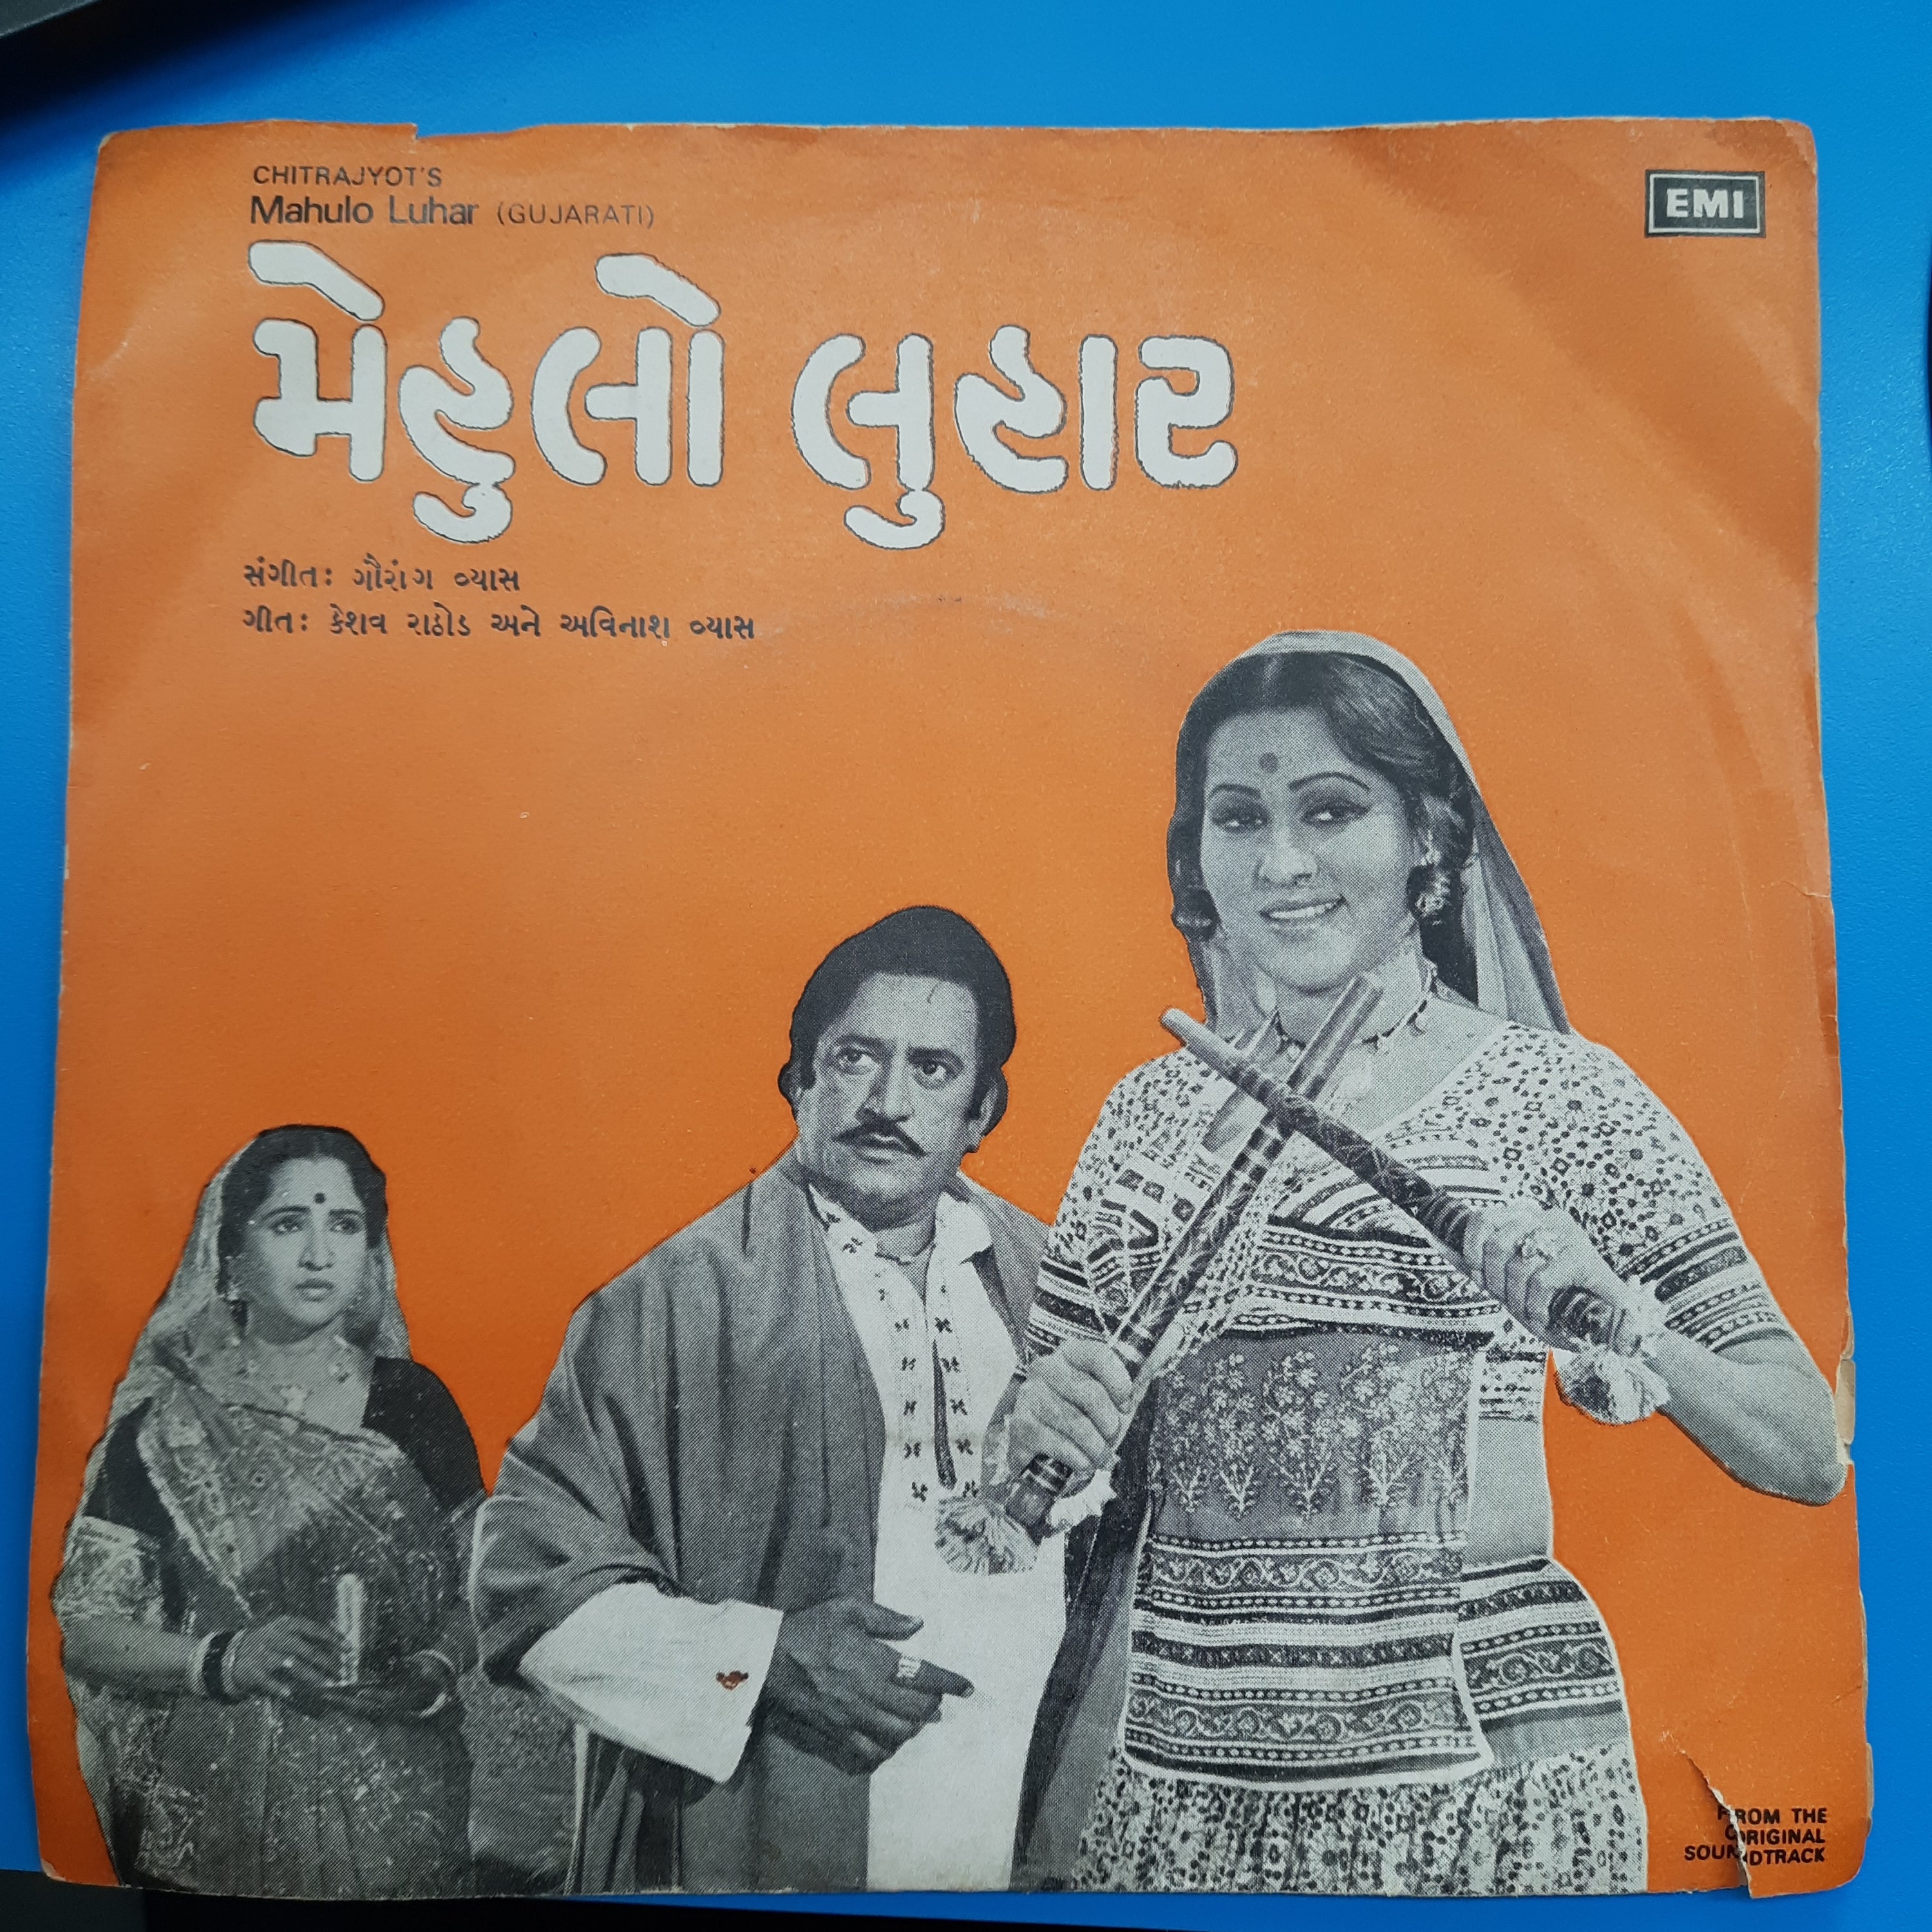 CHITRAJYOT'S
Mahulo Luhar (GUJARATI)
EMI
મેહુલો લુહાર
સંગીત: ગૌરાંગ વ્યાસ
ગીત: કેશવ રાઠોડ અને અવિનાશ વ્યાસ
FROM THE
ORIGINAL
SOUNDTRACK